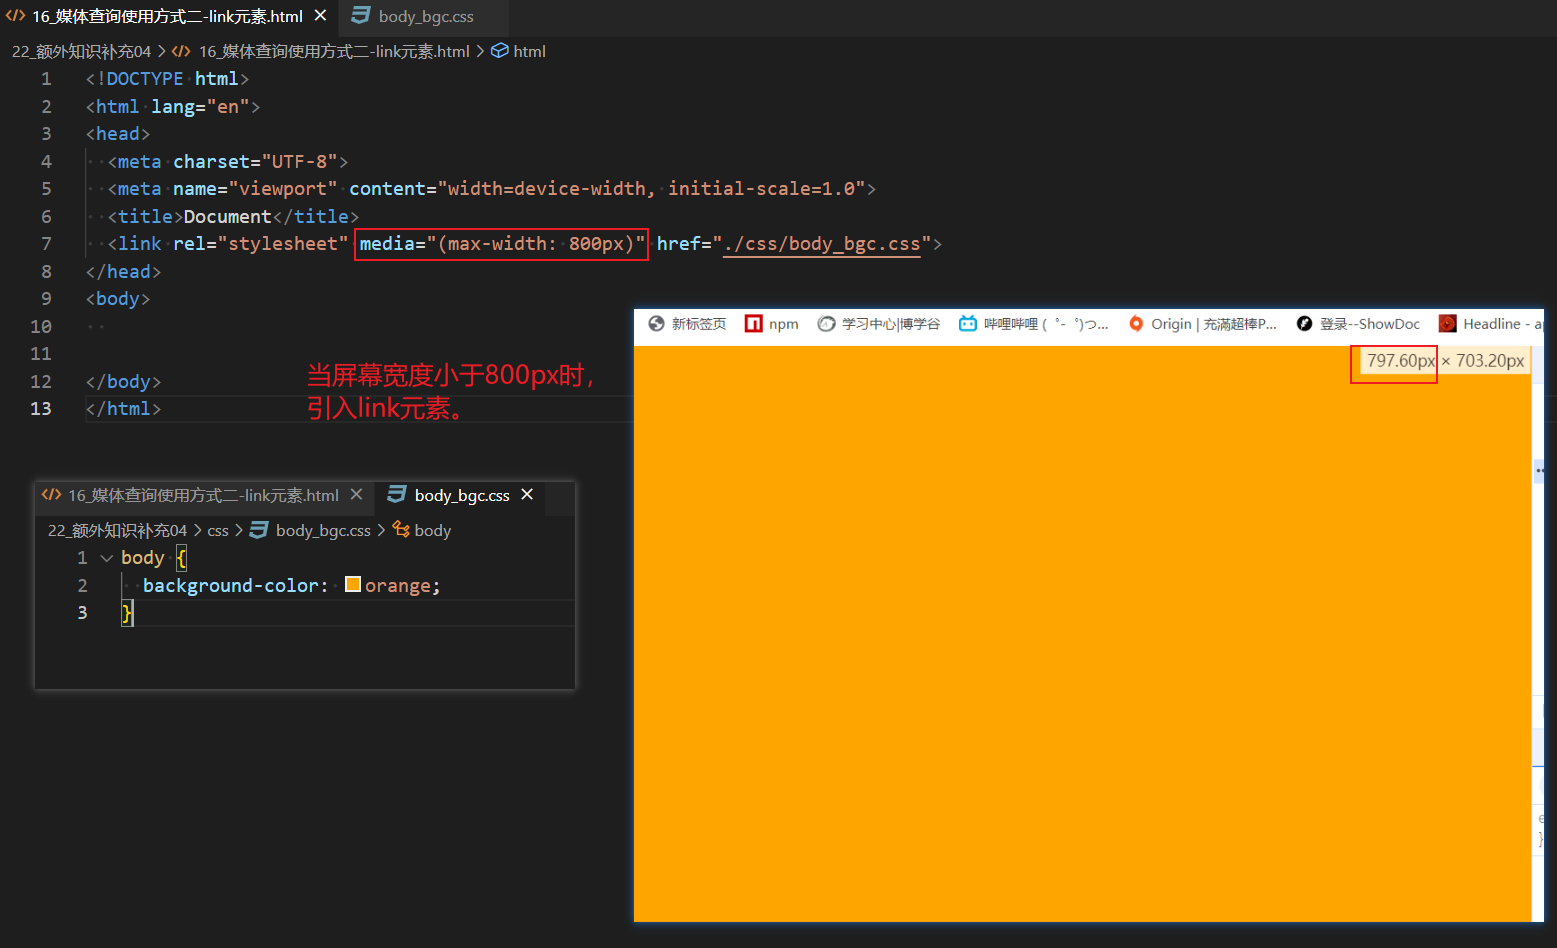 16_媒体查询使用方式二-link元素.html
body_bgc.css
22_额外知识补充04 > 16_媒体查询使用方式二-link元素.html > html
1 <!DOCTYPE html>
2 <html lang="en">
3 <head>
4 <meta charset="UTF-8">
5 <meta name="viewport" content="width=device-width, initial-scale=1.0">
6 <title>Document</title>
7 <link rel="stylesheet" media="(max-width: 800px)" href="./css/body_bgc.css">
8 </head>
9 <body>
10
11
12 </body>
13 </html>
当屏幕宽度小于800px时，
引入link元素。
16_媒体查询使用方式二-link元素.html
body_bgc.css
22_额外知识补充04 > css > body_bgc.css > body
1 body {
2 background-color: orange;
3 }
新标签页 npm 学习中心|博学谷 哔哩哔哩 ( ゜- ゜)つ... Origin | 充滿超棒P... 登录--ShowDoc Headline -
797.60px × 703.20px